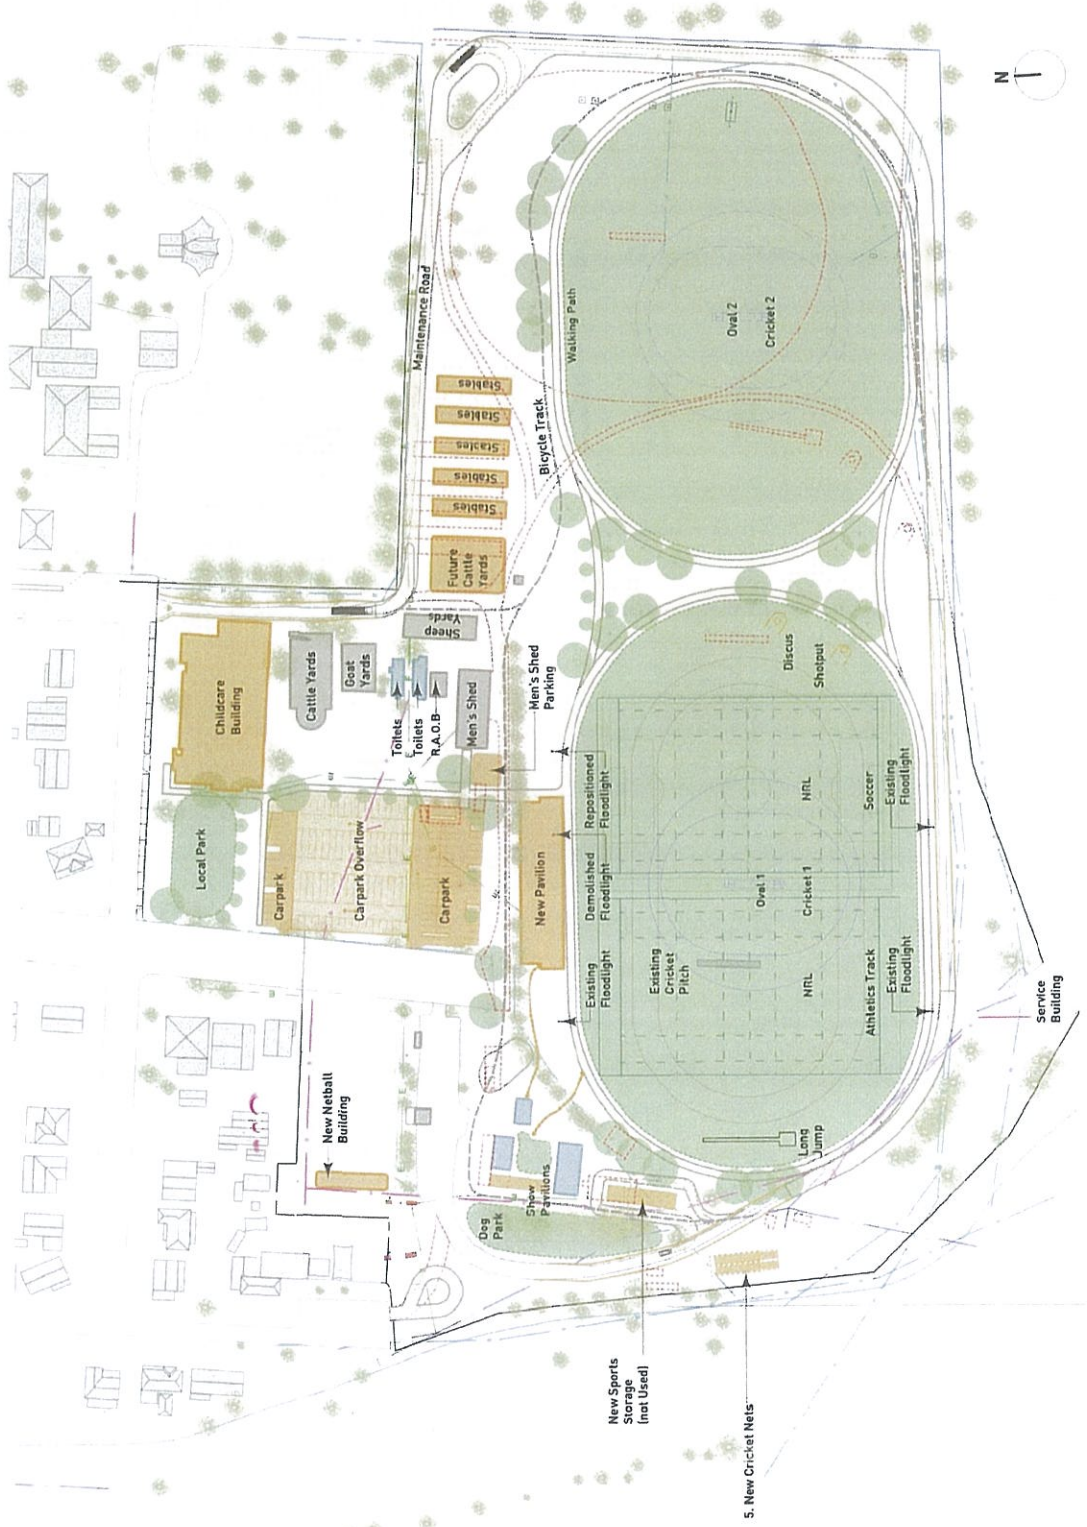 N
Maintenance Road
Walking Path
Oval 2
Cricket 2
Bicycle Track
Stables
Stables
Stables
Stables
Stables
Future
Cattle
Yards
Sheep
Yards
Childcare
Building
Cattle Yards
Goat
Yards
Toilets
Toilets
R.A.O.B
Men's Shed
Men's Shed
Parking
Local Park
Carpark
Carpark Overflow
Carpark
New Pavilion
Repositioned
Floodlight
Demolished
Floodlight
Existing
Floodlight
Discus
Shotput
NRL
Soccer
Existing
Floodlight
Oval 1
Cricket 1
Existing
Cricket
Pitch
NRL
Athletics Track
Existing
Floodlight
Long
Jump
Service
Building
New Netball
Building
Dog
Park
Show
Pavilions
New Sports
Storage
(not Used)
5. New Cricket Nets